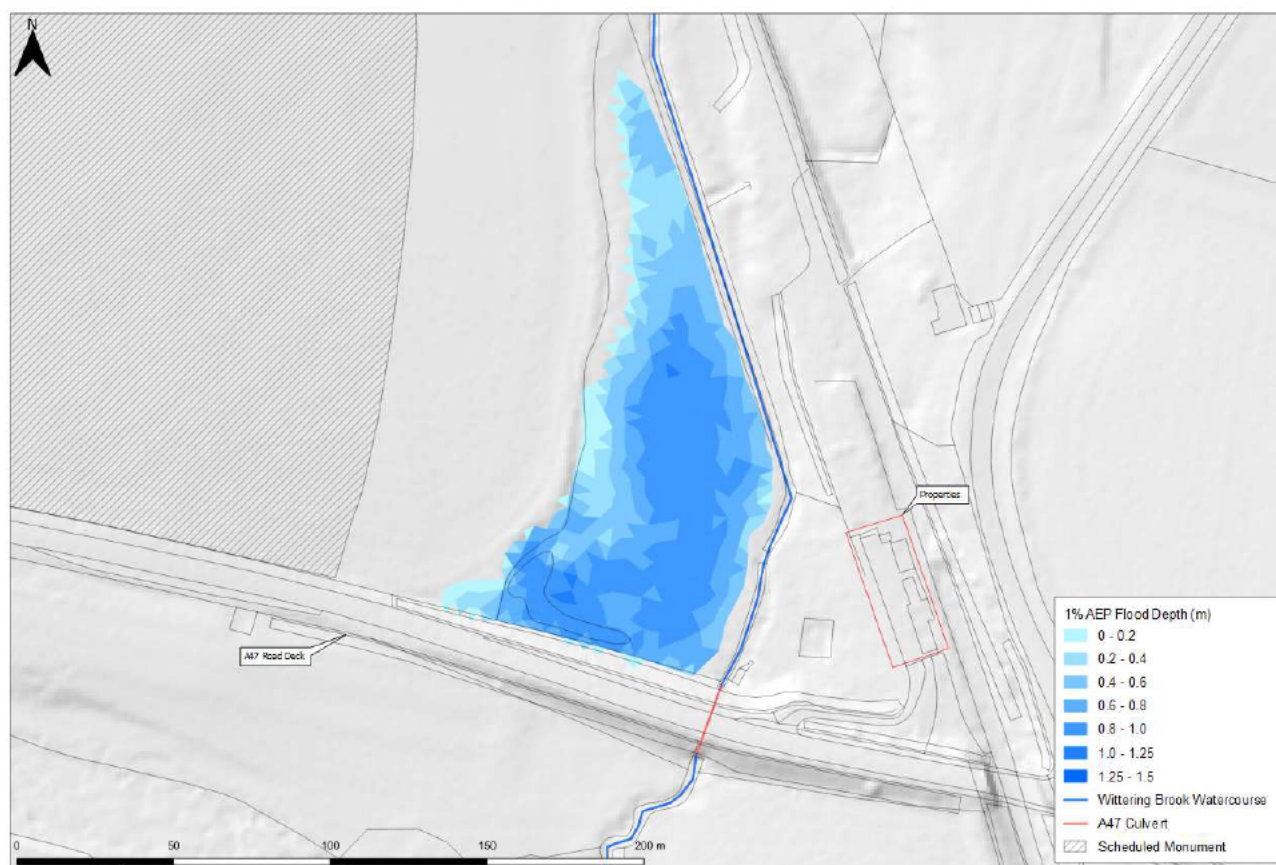 N
Properties
A47 Road Deck
1% AEP Flood Depth (m)
0 - 0.2
0.2 - 0.4
0.4 - 0.6
0.6 - 0.8
0.8 - 1.0
1.0 - 1.25
1.25 - 1.5
Wittering Brook Watercourse
A47 Culvert
Scheduled Monument
0 50 100 150 200 m